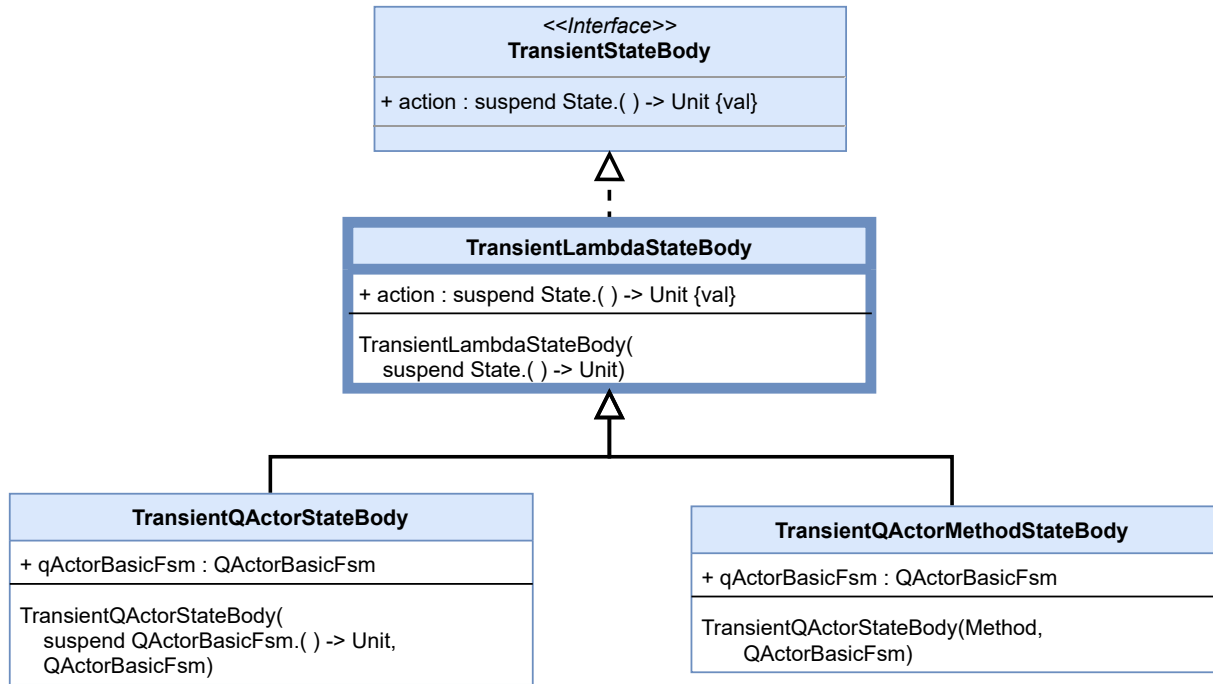 <<Interface>>
TransientStateBody
+ action : suspend State.( ) -> Unit {val}
TransientLambdaStateBody
+ action : suspend State.( ) -> Unit {val}
TransientLambdaStateBody(
suspend State.( ) -> Unit)
TransientQActorStateBody
+ qActorBasicFsm : QActorBasicFsm
TransientQActorStateBody(
suspend QActorBasicFsm.( ) -> Unit,
QActorBasicFsm)
TransientQActorMethodStateBody
+ qActorBasicFsm : QActorBasicFsm
TransientQActorStateBody(Method,
QActorBasicFsm)